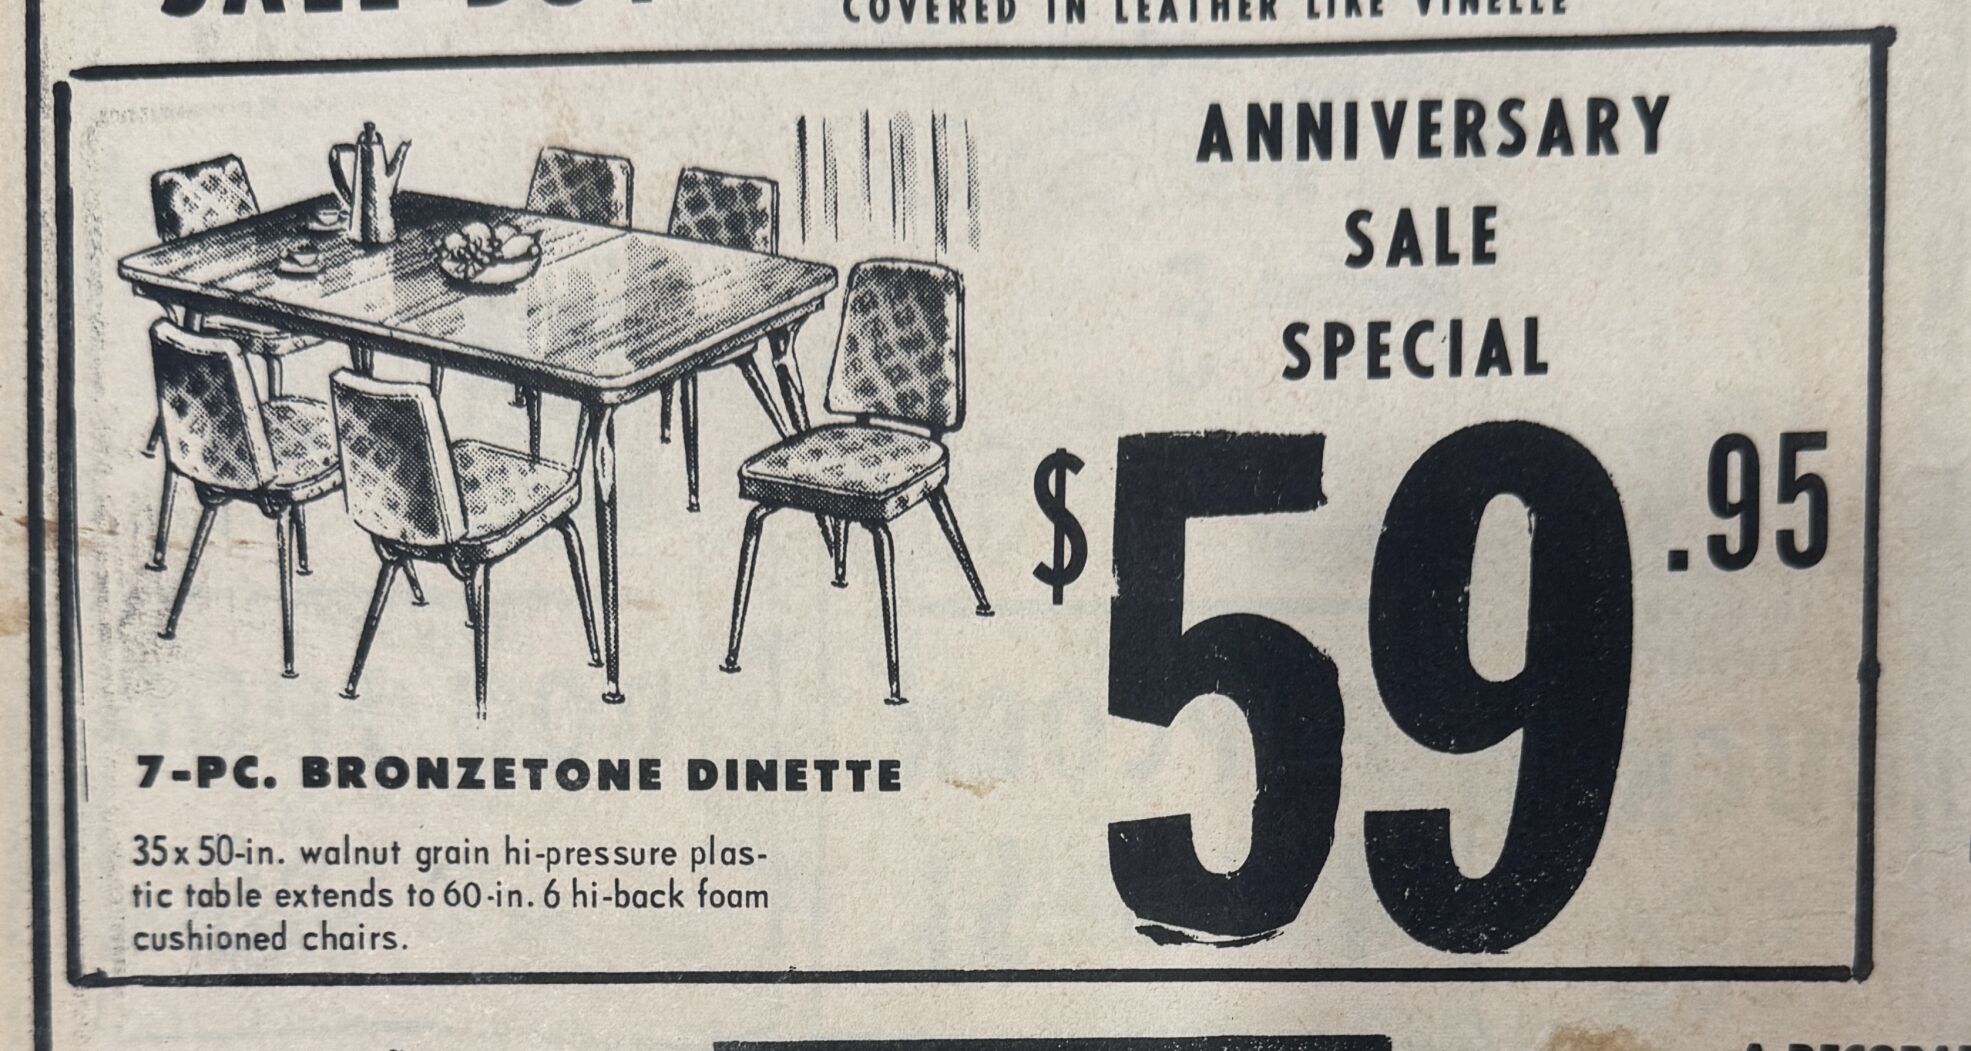 COVERED IN LEATHER LIKE VINELLE
ANNIVERSARY
SALE
SPECIAL
$59.95
7-PC. BRONZETONE DINETTE
35x50-in. walnut grain hi-pressure plas-
tic table extends to 60-in. 6 hi-back foam
cushioned chairs.